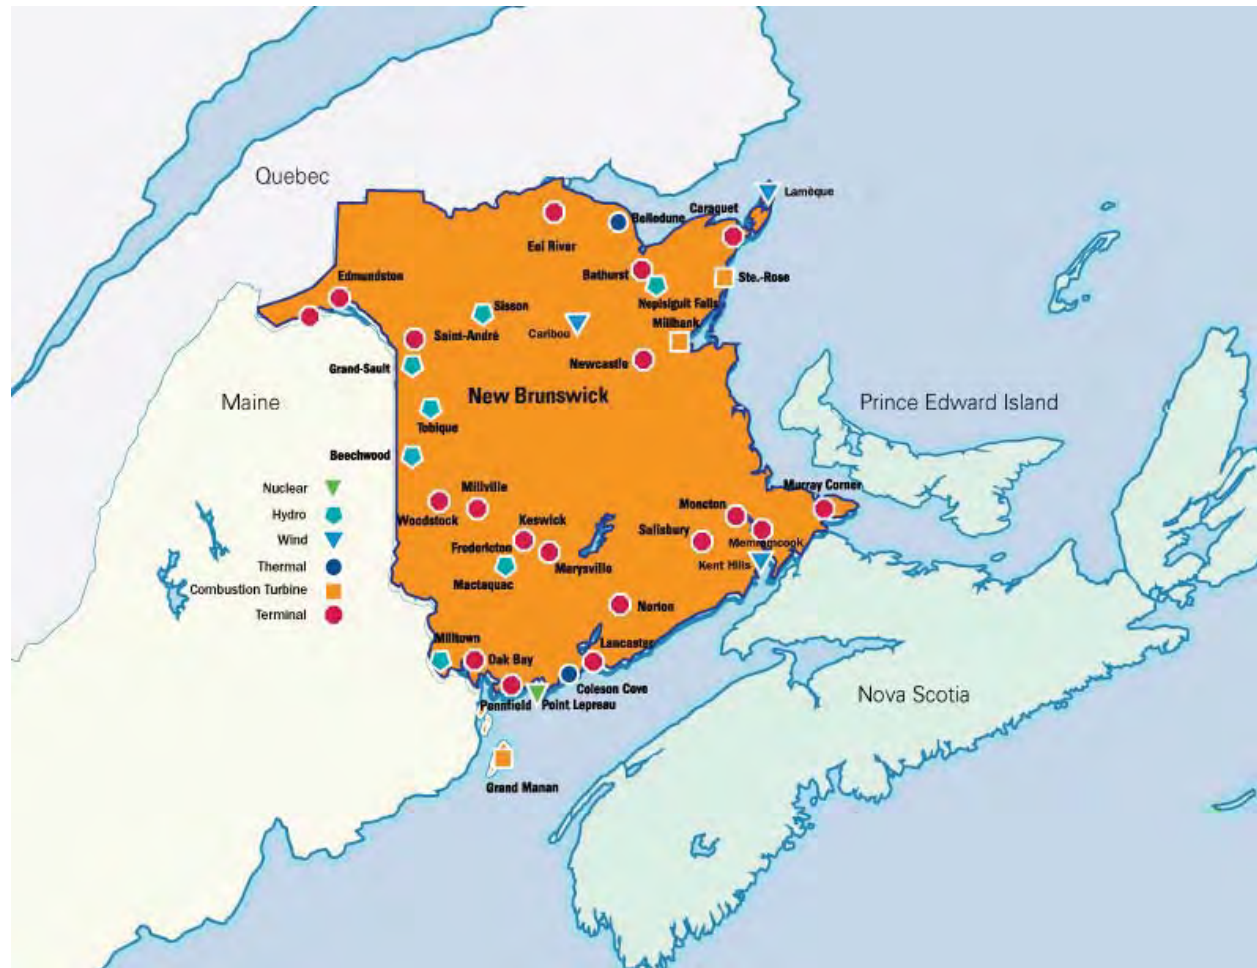 Quebec
Lamèque
Caraquet
Belledune
Eel River
Bathurst
Ste.-Rose
Edmundston
Nepisiguit Falls
Sisson
Millbank
Caribou
Saint-André
Newcastle
Grand-Sault
New Brunswick
Maine
Prince Edward Island
Tobique
Beechwood
Murray Corner
Nuclear
Millville
Moncton
Hydro
Woodstock
Keswick
Salisbury
Wind
Fredericton
Memramcook
Thermal
Marysville
Kent Hills
Mactaquac
Combustion Turbine
Norton
Terminal
Milltown
Lancaster
Oak Bay
Coleson Cove
Nova Scotia
Pennfield
Point Lepreau
Grand Manan